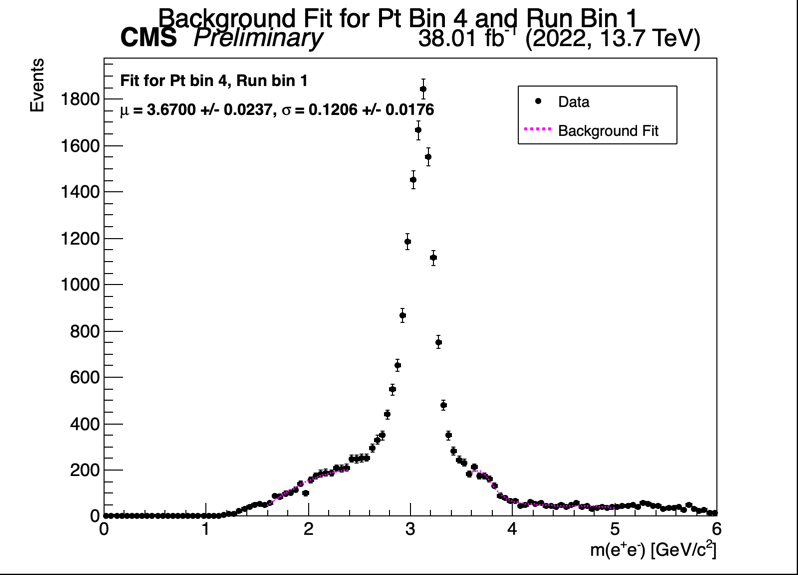 Background Fit for Pt Bin 4 and Run Bin 1
CMS Preliminary 38.01 fb⁻¹ (2022, 13.7 TeV)
Events
Fit for Pt bin 4, Run bin 1
μ = 3.6700 +/- 0.0237, σ = 0.1206 +/- 0.0176
Data
Background Fit
1800
1600
1400
1200
1000
800
600
400
200
0
0 1 2 3 4 5 6
m(e⁺e⁻) [GeV/c²]